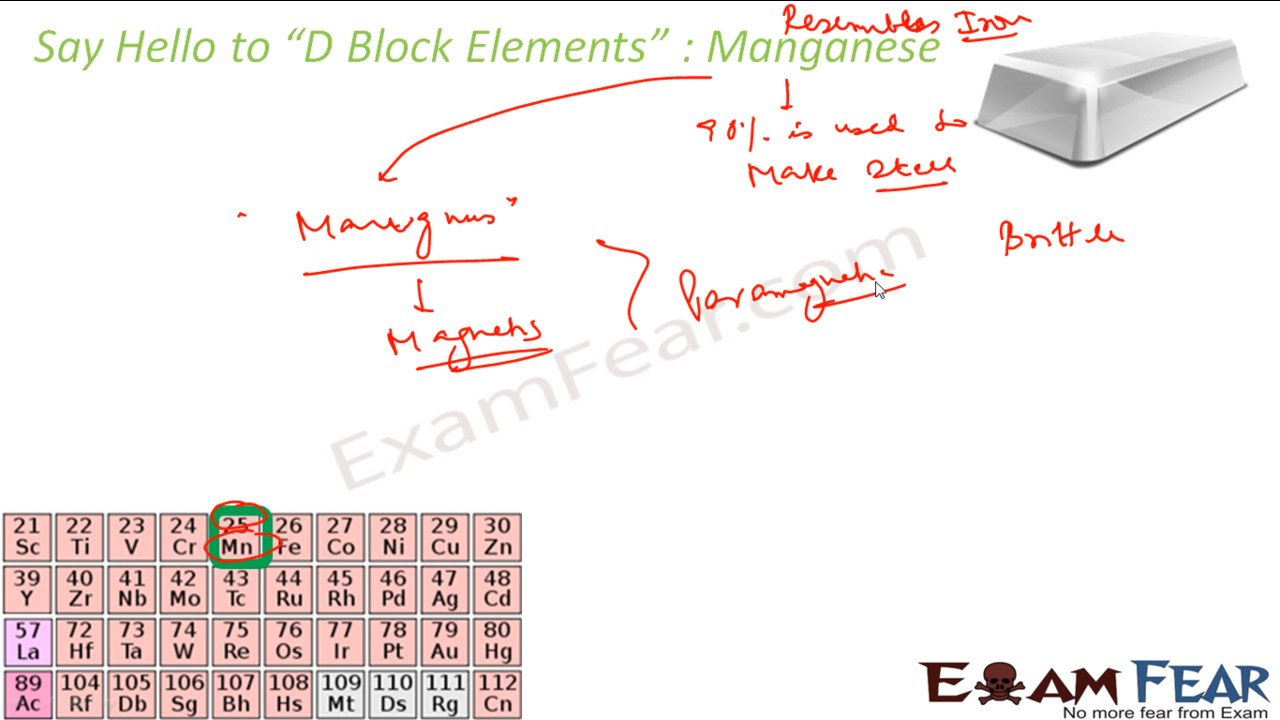 Say Hello to “D Block Elements” : Manganese
Resembles Iron
90% is used to
Make Steel
"
"
Magnets
Paramagnetic
Brittle
ExamFear.com
21 22 23 24 25 26 27 28 29 30
Sc Ti V Cr Mn Fe Co Ni Cu Zn
39 40 41 42 43 44 45 46 47 48
Y Zr Nb Mo Tc Ru Rh Pd Ag Cd
57 72 73 74 75 76 77 78 79 80
La Hf Ta W Re Os Ir Pt Au Hg
89 104 105 106 107 108 109 110 111 112
Ac Rf Db Sg Bh Hs Mt Ds Rg Cn
EXAM FEAR
No more fear from Exam